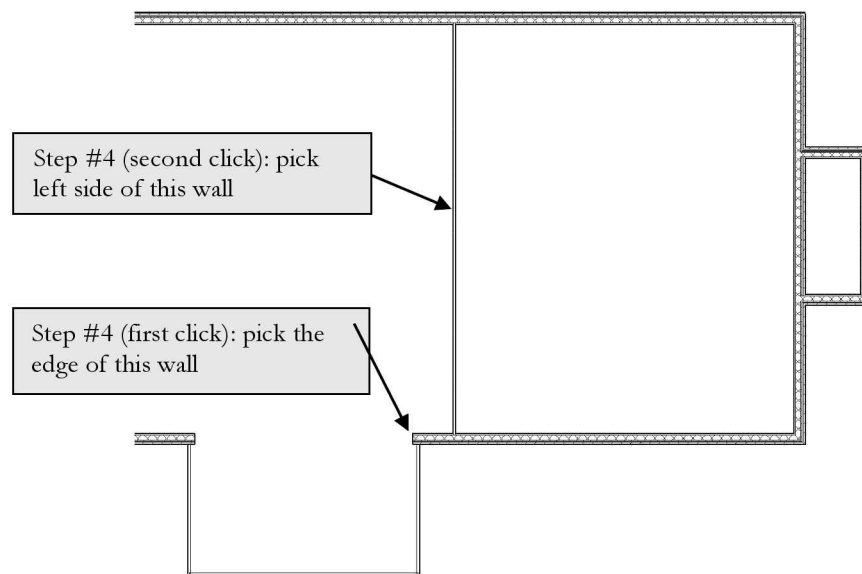 Step #4 (second click): pick
left side of this wall
Step #4 (first click): pick the
edge of this wall